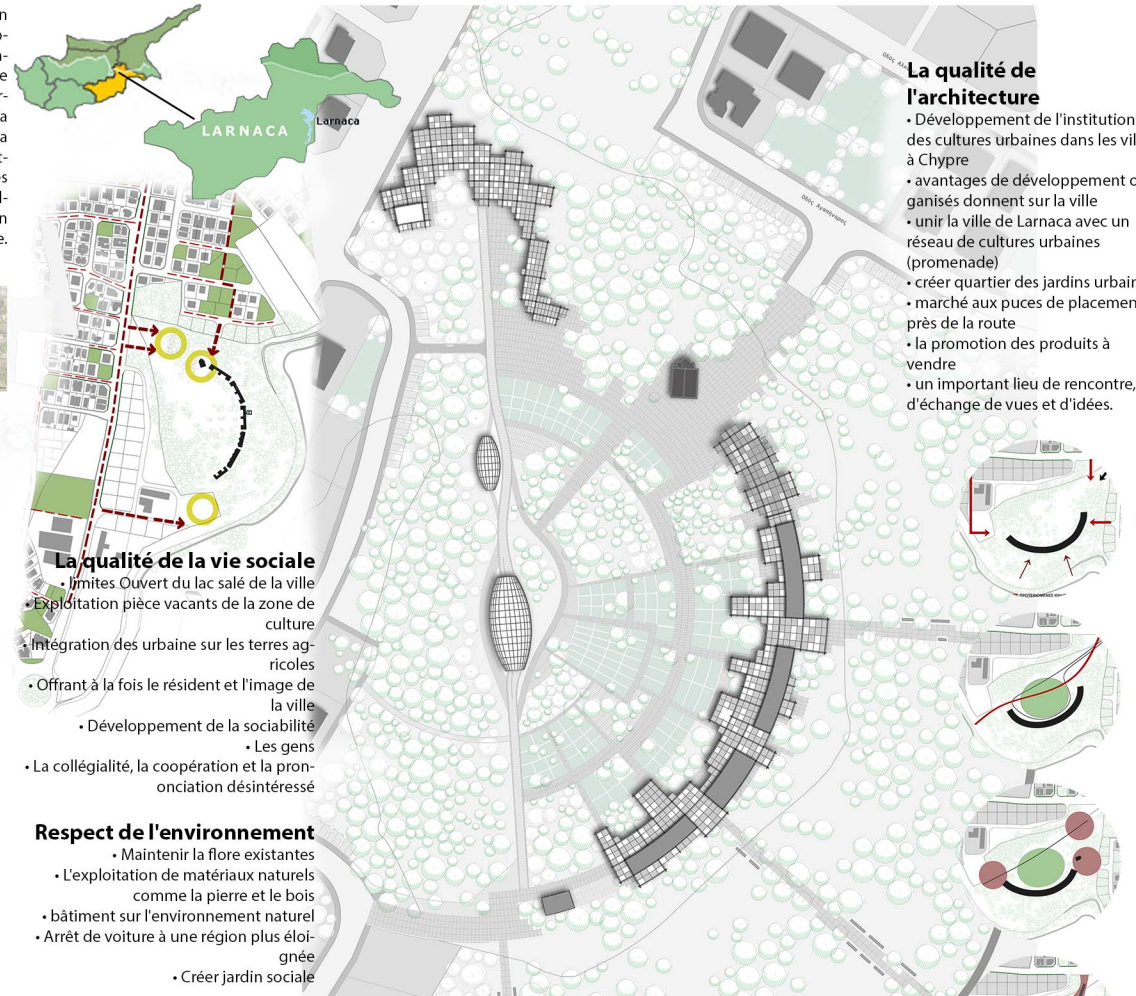 LARNACA
Larnaca
La qualité de la vie sociale
• limites Ouvert du lac salé de la ville
• Exploitation pièce vacants de la zone de
culture
• Intégration des urbaine sur les terres ag-
ricoles
• Offrant à la fois le résident et l'image de
la ville
• Développement de la sociabilité
• Les gens
• La collégialité, la coopération et la pron-
onciation désintéressé
Respect de l'environnement
• Maintenir la flore existantes
• L'exploitation de matériaux naturels
comme la pierre et le bois
• bâtiment sur l'environnement naturel
• Arrêt de voiture à une région plus éloi-
gnée
• Créer jardin sociale
Οδός Αγαπήνορος
La qualité de
l'architecture
• Développement de l'institution
des cultures urbaines dans les vil
à Chypre
• avantages de développement o
ganisés donnent sur la ville
• unir la ville de Larnaca avec un
réseau de cultures urbaines
(promenade)
• créer quartier des jardins urbain
• marché aux puces de placemen
près de la route
• la promotion des produits à
vendre
• un important lieu de rencontre,
d'échange de vues et d'idées.